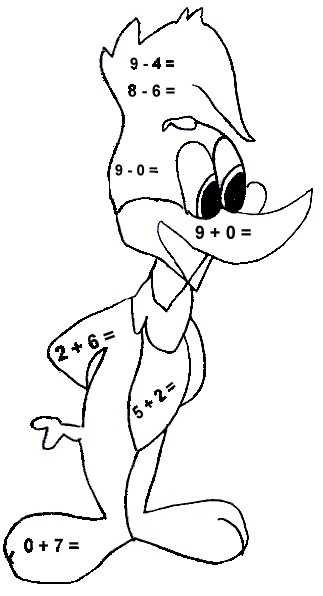 9 - 4 =
8 - 6 =
9 - 0 =
9 + 0 =
2 + 6 =
5 + 2 =
0 + 7 =